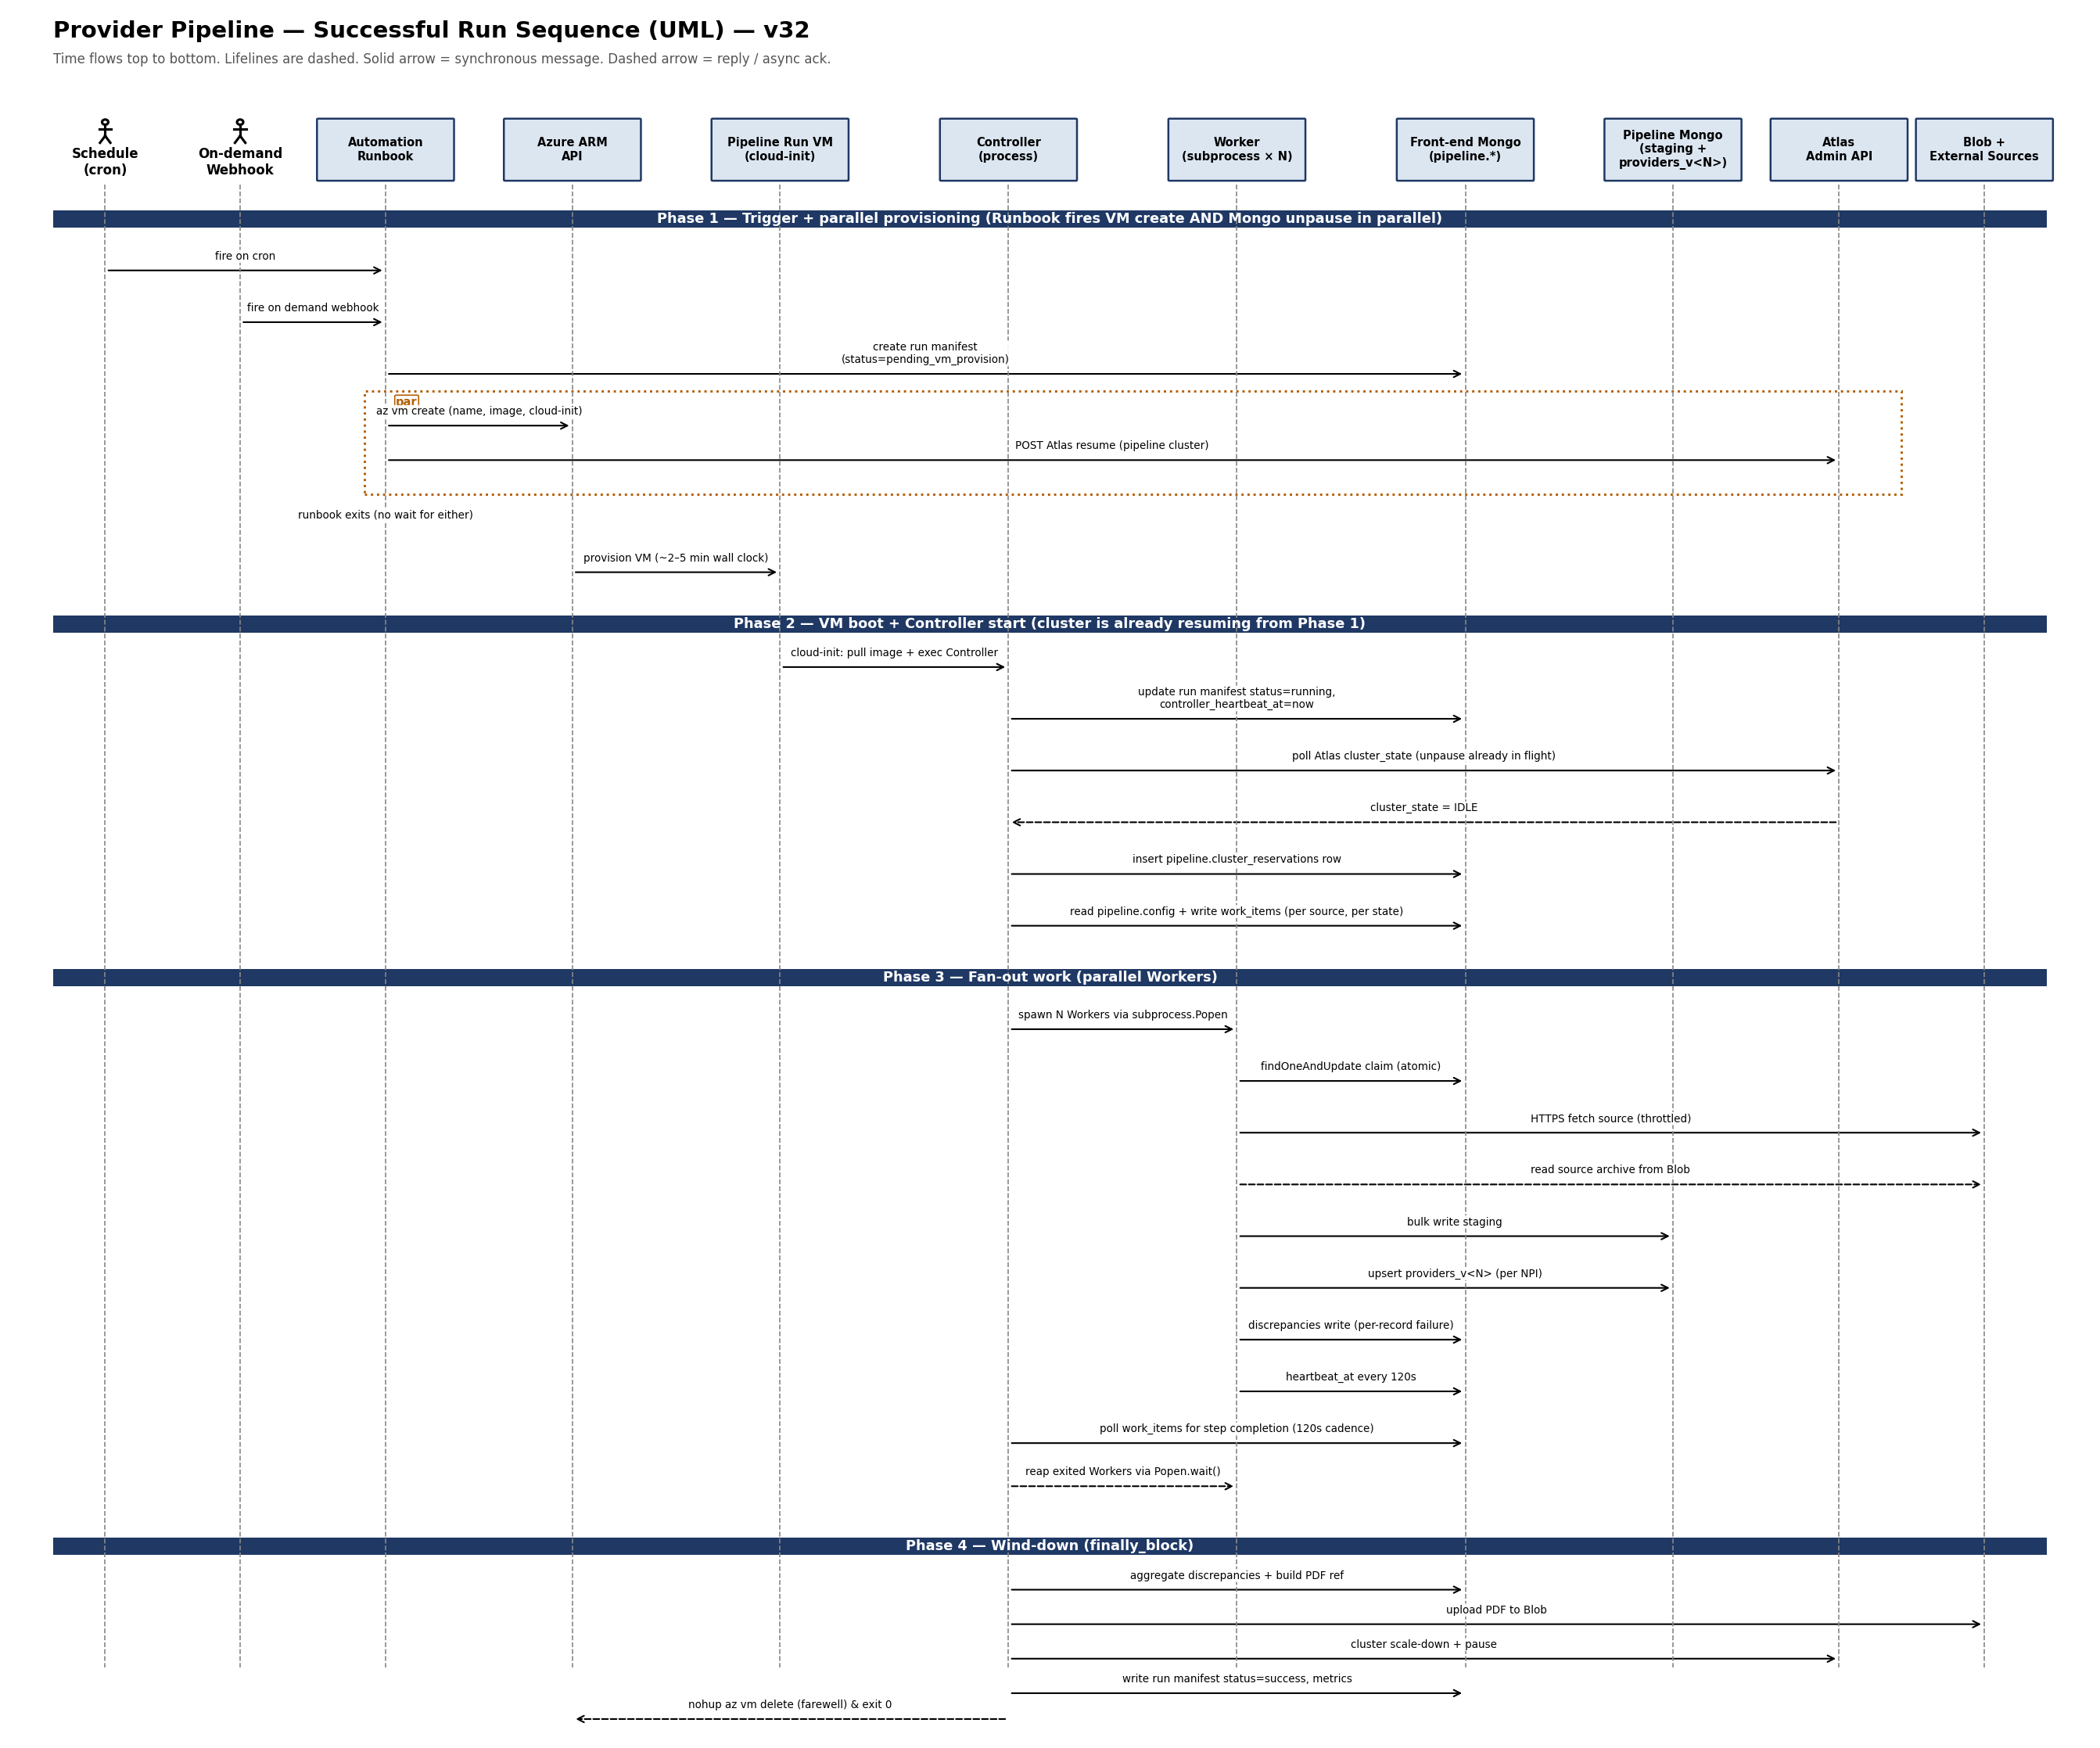 Provider Pipeline — Successful Run Sequence (UML) — v32
Time flows top to bottom. Lifelines are dashed. Solid arrow = synchronous message. Dashed arrow = reply / async ack.
Schedule
(cron)
On-demand
Webhook
Automation
Runbook
Azure ARM
API
Pipeline Run VM
(cloud-init)
Controller
(process)
Worker
(subprocess × N)
Front-end Mongo
(pipeline.*)
Pipeline Mongo
(staging +
providers_v<N>)
Atlas
Admin API
Blob +
External Sources
Phase 1 — Trigger + parallel provisioning (Runbook fires VM create AND Mongo unpause in parallel)
fire on cron
fire on demand webhook
create run manifest
(status=pending_vm_provision)
par
az vm create (name, image, cloud-init)
POST Atlas resume (pipeline cluster)
runbook exits (no wait for either)
provision VM (~2–5 min wall clock)
Phase 2 — VM boot + Controller start (cluster is already resuming from Phase 1)
cloud-init: pull image + exec Controller
update run manifest status=running,
controller_heartbeat_at=now
poll Atlas cluster_state (unpause already in flight)
cluster_state = IDLE
insert pipeline.cluster_reservations row
read pipeline.config + write work_items (per source, per state)
Phase 3 — Fan-out work (parallel Workers)
spawn N Workers via subprocess.Popen
findOneAndUpdate claim (atomic)
HTTPS fetch source (throttled)
read source archive from Blob
bulk write staging
upsert providers_v<N> (per NPI)
discrepancies write (per-record failure)
heartbeat_at every 120s
poll work_items for step completion (120s cadence)
reap exited Workers via Popen.wait()
Phase 4 — Wind-down (finally_block)
aggregate discrepancies + build PDF ref
upload PDF to Blob
cluster scale-down + pause
write run manifest status=success, metrics
nohup az vm delete (farewell) & exit 0